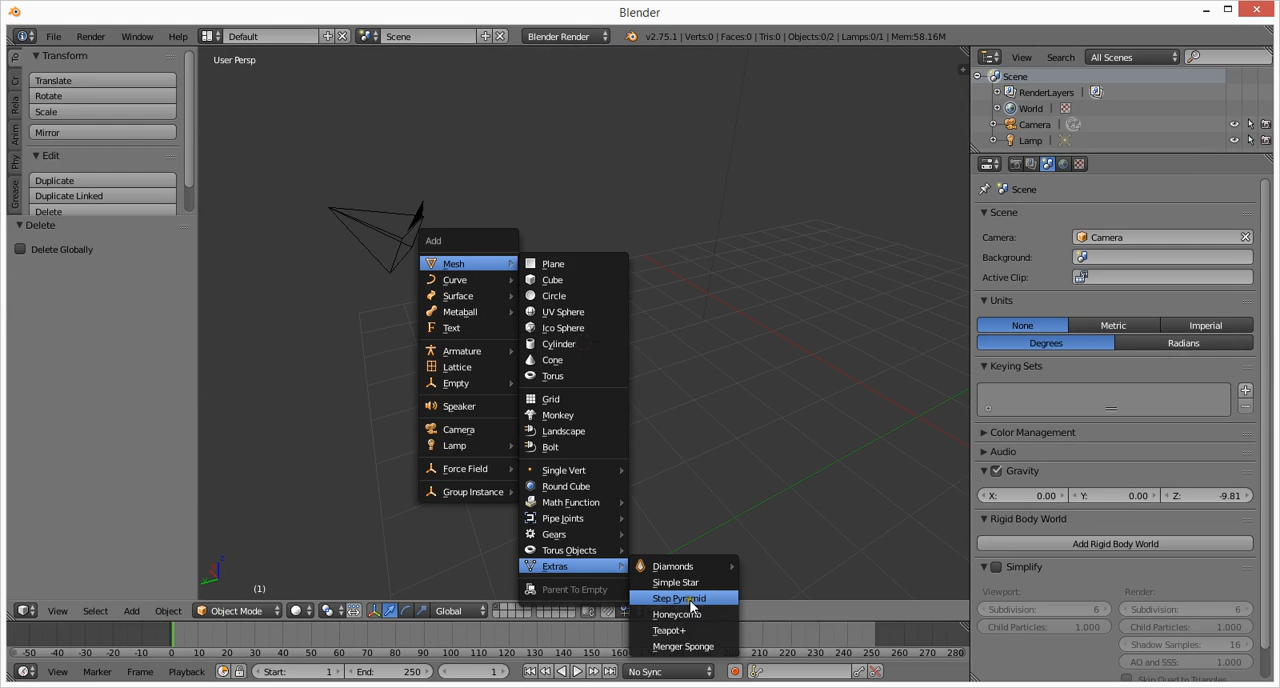 Blender
File Render Window Help Default Scene Blender Render v2.75.1 | Verts:0 | Faces:0 | Tris:0 | Objects:0/2 | Lamps:0/1 | Mem:58.16M
To
Cr
Rela
Anim
Phy
Grease
Transform
Translate
Rotate
Scale
Mirror
Edit
Duplicate
Duplicate Linked
Delete
Delete
Delete Globally
User Persp
Add
Mesh
Curve
Surface
Metaball
Text
Armature
Lattice
Empty
Speaker
Camera
Lamp
Force Field
Group Instance
Plane
Cube
Circle
UV Sphere
Ico Sphere
Cylinder
Cone
Torus
Grid
Monkey
Landscape
Bolt
Single Vert
Round Cube
Math Function
Pipe Joints
Gears
Torus Objects
Extras
Parent To Empty
Diamonds
Simple Star
Step Pyramid
Honeycomb
Teapot+
Menger Sponge
(1)
View Select Add Object Object Mode Global
-50 -40 -30 -20 -10 0 10 20 30 40 50 60 70 80 90 100 110 120 130 140 150 160 170 180 190 200 210 220 230 240 250 260 270 280
View Marker Frame Playback Start: 1 End: 250 1 No Sync
View Search All Scenes
Scene
RenderLayers
World
Camera
Lamp
Scene
Scene
Camera: Camera
Background:
Active Clip:
Units
None Metric Imperial
Degrees Radians
Keying Sets
Color Management
Audio
Gravity
X: 0.00 Y: 0.00 Z: -9.81
Rigid Body World
Add Rigid Body World
Simplify
Viewport: Render:
Subdivision: 6 Subdivision: 6
Child Particles: 1.000 Child Particles: 1.000
Shadow Samples: 16
AO and SSS: 1.000
Skip Quad to Triangles